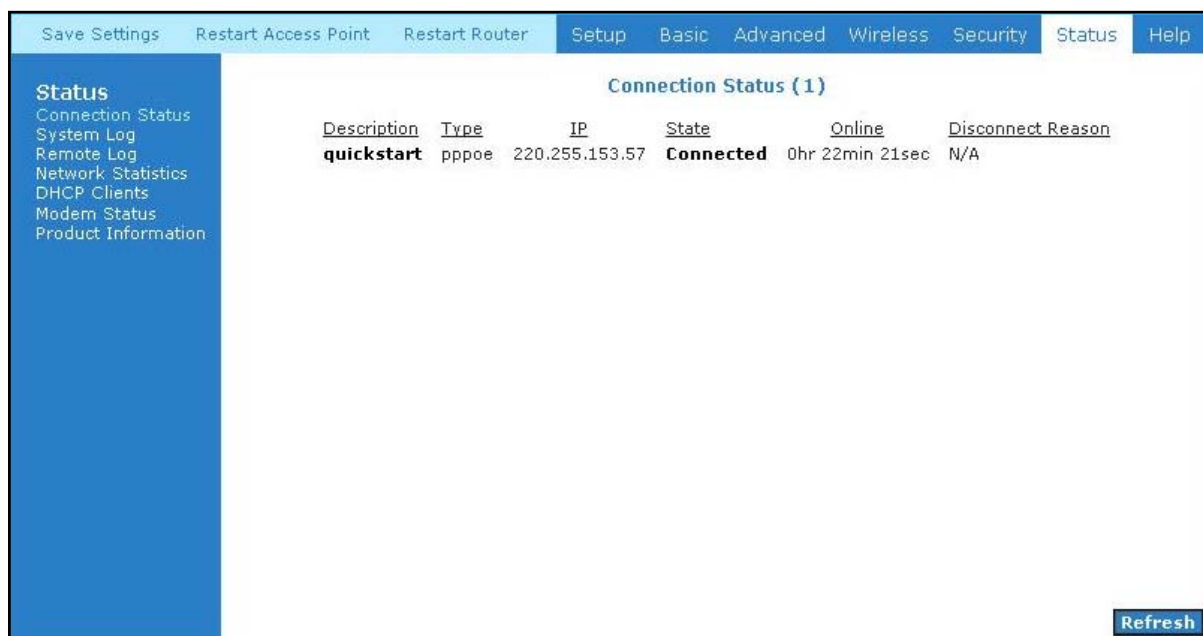 Save Settings Restart Access Point Restart Router Setup Basic Advanced Wireless Security Status Help
Status
Connection Status
System Log
Remote Log
Network Statistics
DHCP Clients
Modem Status
Product Information
Connection Status (1)
Description Type IP State Online Disconnect Reason
quickstart pppoe 220.255.153.57 Connected 0hr 22min 21sec N/A
Refresh